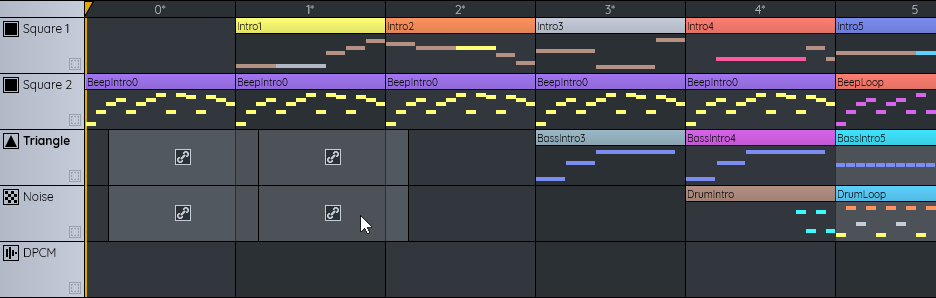 0* 1* 2* 3* 4* 5
Square 1 Intro1 Intro2 Intro3 Intro4 Intro5
Square 2 BeepIntro0 BeepIntro0 BeepIntro0 BeepIntro0 BeepIntro0 BeepLoop
Triangle BassIntro3 BassIntro4 BassIntro5
Noise DrumIntro DrumLoop
DPCM